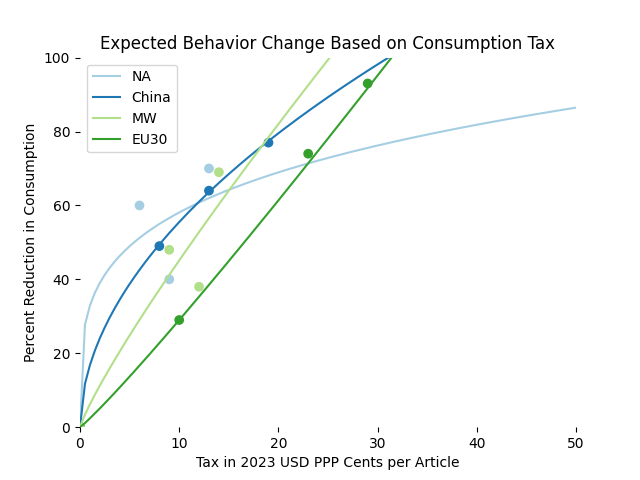 Expected Behavior Change Based on Consumption Tax
NA
China
MW
EU30
Percent Reduction in Consumption
100
80
60
40
20
0
0 10 20 30 40 50
Tax in 2023 USD PPP Cents per Article